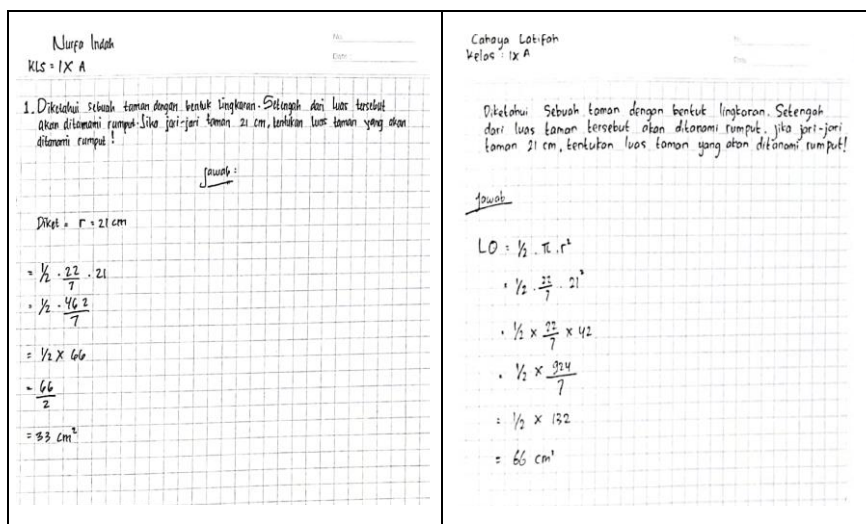 Nurfa Indah
KLS = IX A
No.
Date
1. Diketahui sebuah taman dengan bentuk lingkaran. Setengah dari luas tersebut
akan ditanami rumput. Jika jari-jari taman 21 cm, tentukan luas taman yang akan
ditanami rumput !
Jawab :
Diket = r = 21 cm
= 1/2 . 22/7 . 21
= 1/2 . 462/7
= 1/2 x 66
= 66/2
= 33 cm²
Cahaya Latifah
Kelas : IX A
Diketahui Sebuah taman dengan bentuk lingkaran. Setengah
dari luas taman tersebut akan ditanami rumput. jika jari-jari
taman 21 cm, tentukan luas taman yang akan ditanami rumput!
Jawab
LO = 1/2 . π . r²
= 1/2 . 22/7 . 21²
= 1/2 x 22/7 x 42
= 1/2 x 924/7
= 1/2 x 132
= 66 cm²